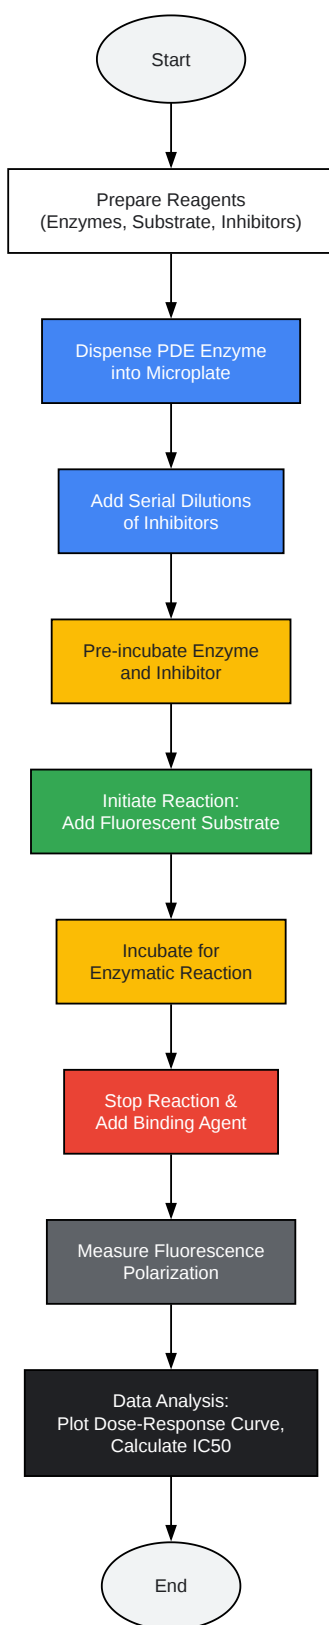 Start
Prepare Reagents
(Enzymes, Substrate, Inhibitors)
Dispense PDE Enzyme
into Microplate
Add Serial Dilutions
of Inhibitors
Pre-incubate Enzyme
and Inhibitor
Initiate Reaction:
Add Fluorescent Substrate
Incubate for
Enzymatic Reaction
Stop Reaction &
Add Binding Agent
Measure Fluorescence
Polarization
Data Analysis:
Plot Dose-Response Curve,
Calculate IC50
End